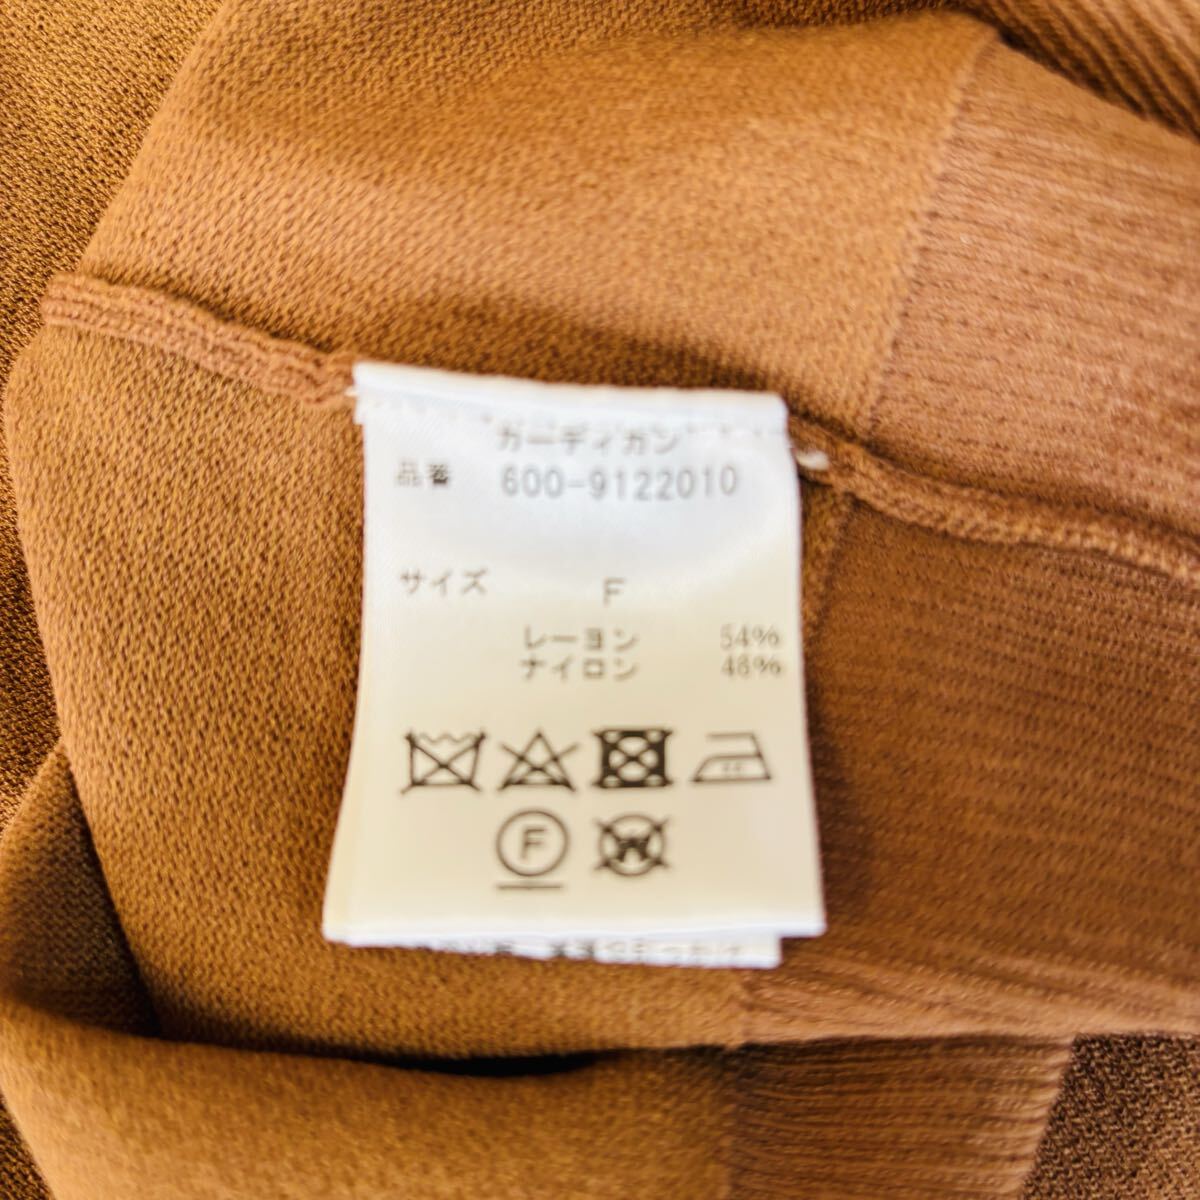 カーディガン
品番 600-9122010
サイズ F
レーヨン 54%
ナイロン 46%
F
W